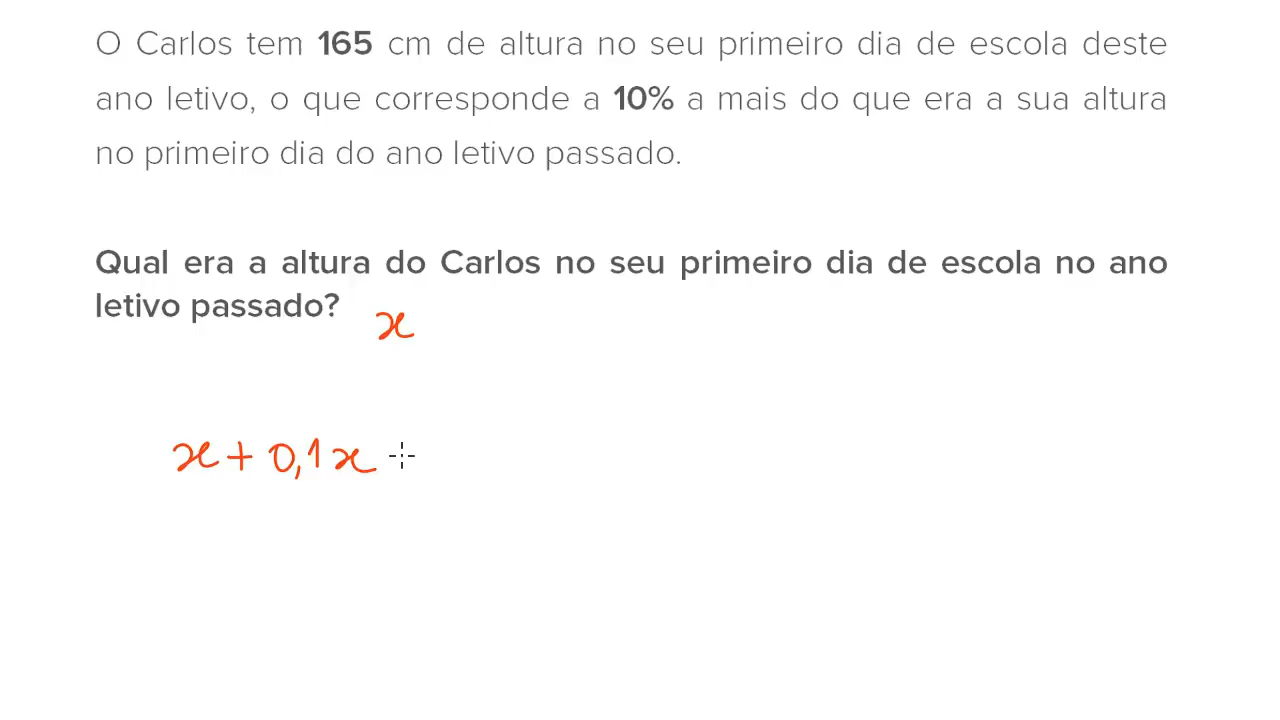 O Carlos tem 165 cm de altura no seu primeiro dia de escola deste
ano letivo, o que corresponde a 10% a mais do que era a sua altura
no primeiro dia do ano letivo passado.
Qual era a altura do Carlos no seu primeiro dia de escola no ano
letivo passado? x
x + 0,1x